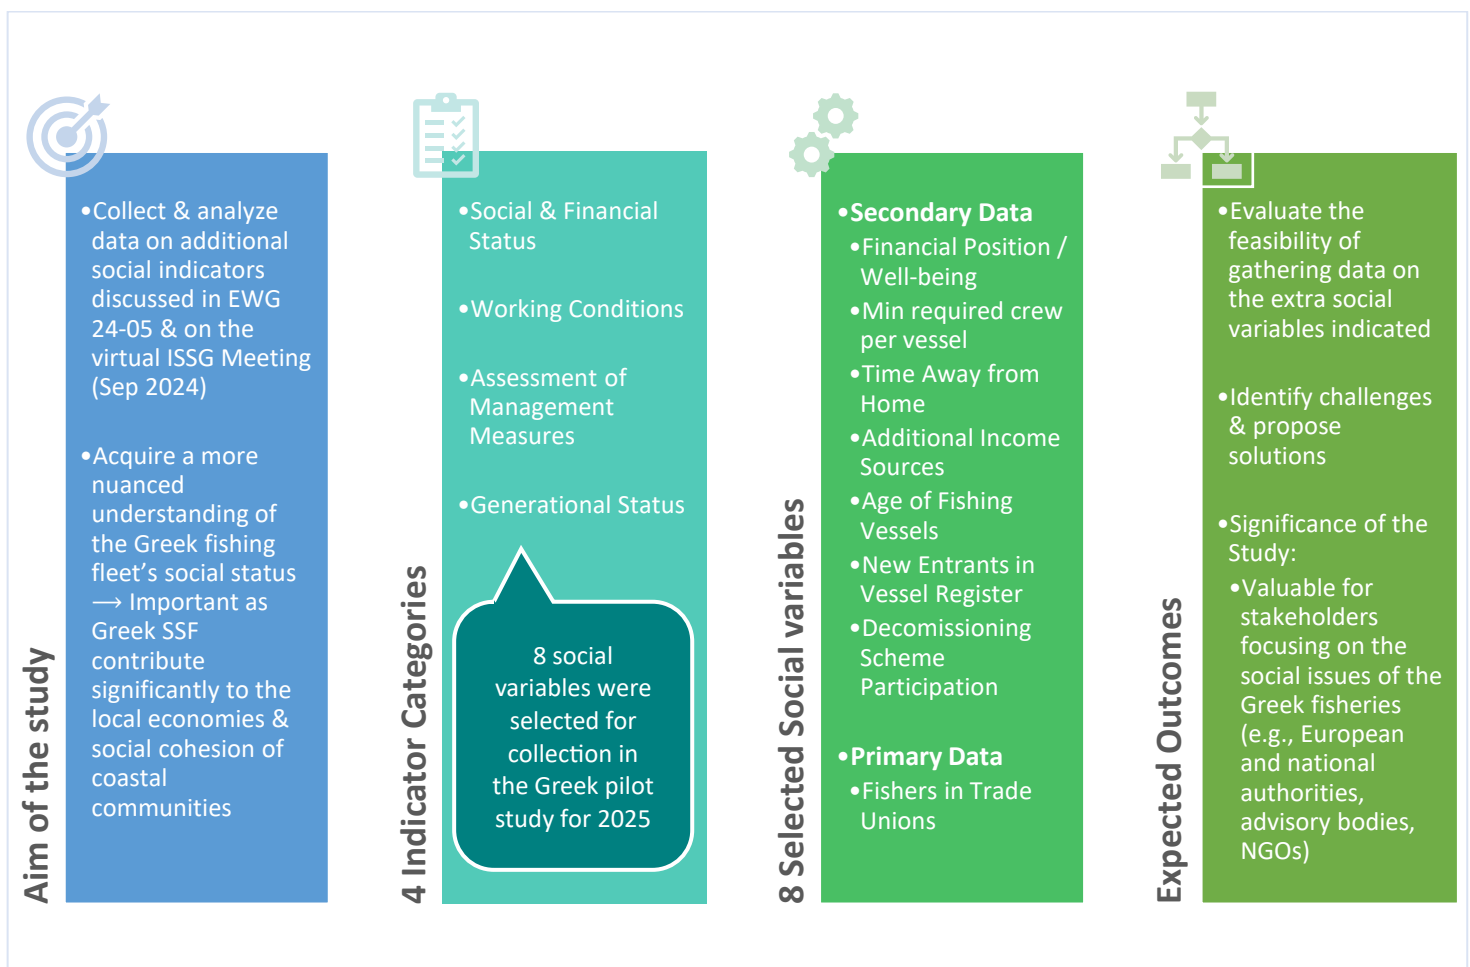 Aim of the study
•Collect & analyze
data on additional
social indicators
discussed in EWG
24-05 & on the
virtual ISSG Meeting
(Sep 2024)
•Acquire a more
nuanced
understanding of
the Greek fishing
fleet's social status
⟶ Important as
Greek SSF
contribute
significantly to the
local economies &
social cohesion of
coastal
communities
4 Indicator Categories
•Social & Financial
Status
•Working Conditions
•Assessment of
Management
Measures
•Generational Status
8 social
variables were
selected for
collection in
the Greek pilot
study for 2025
8 Selected Social variables
•Secondary Data
•Financial Position /
Well-being
•Min required crew
per vessel
•Time Away from
Home
•Additional Income
Sources
•Age of Fishing
Vessels
•New Entrants in
Vessel Register
•Decomissioning
Scheme
Participation
•Primary Data
•Fishers in Trade
Unions
Expected Outcomes
•Evaluate the
feasibility of
gathering data on
the extra social
variables indicated
•Identify challenges
& propose
solutions
•Significance of the
Study:
•Valuable for
stakeholders
focusing on the
social issues of the
Greek fisheries
(e.g., European
and national
authorities,
advisory bodies,
NGOs)